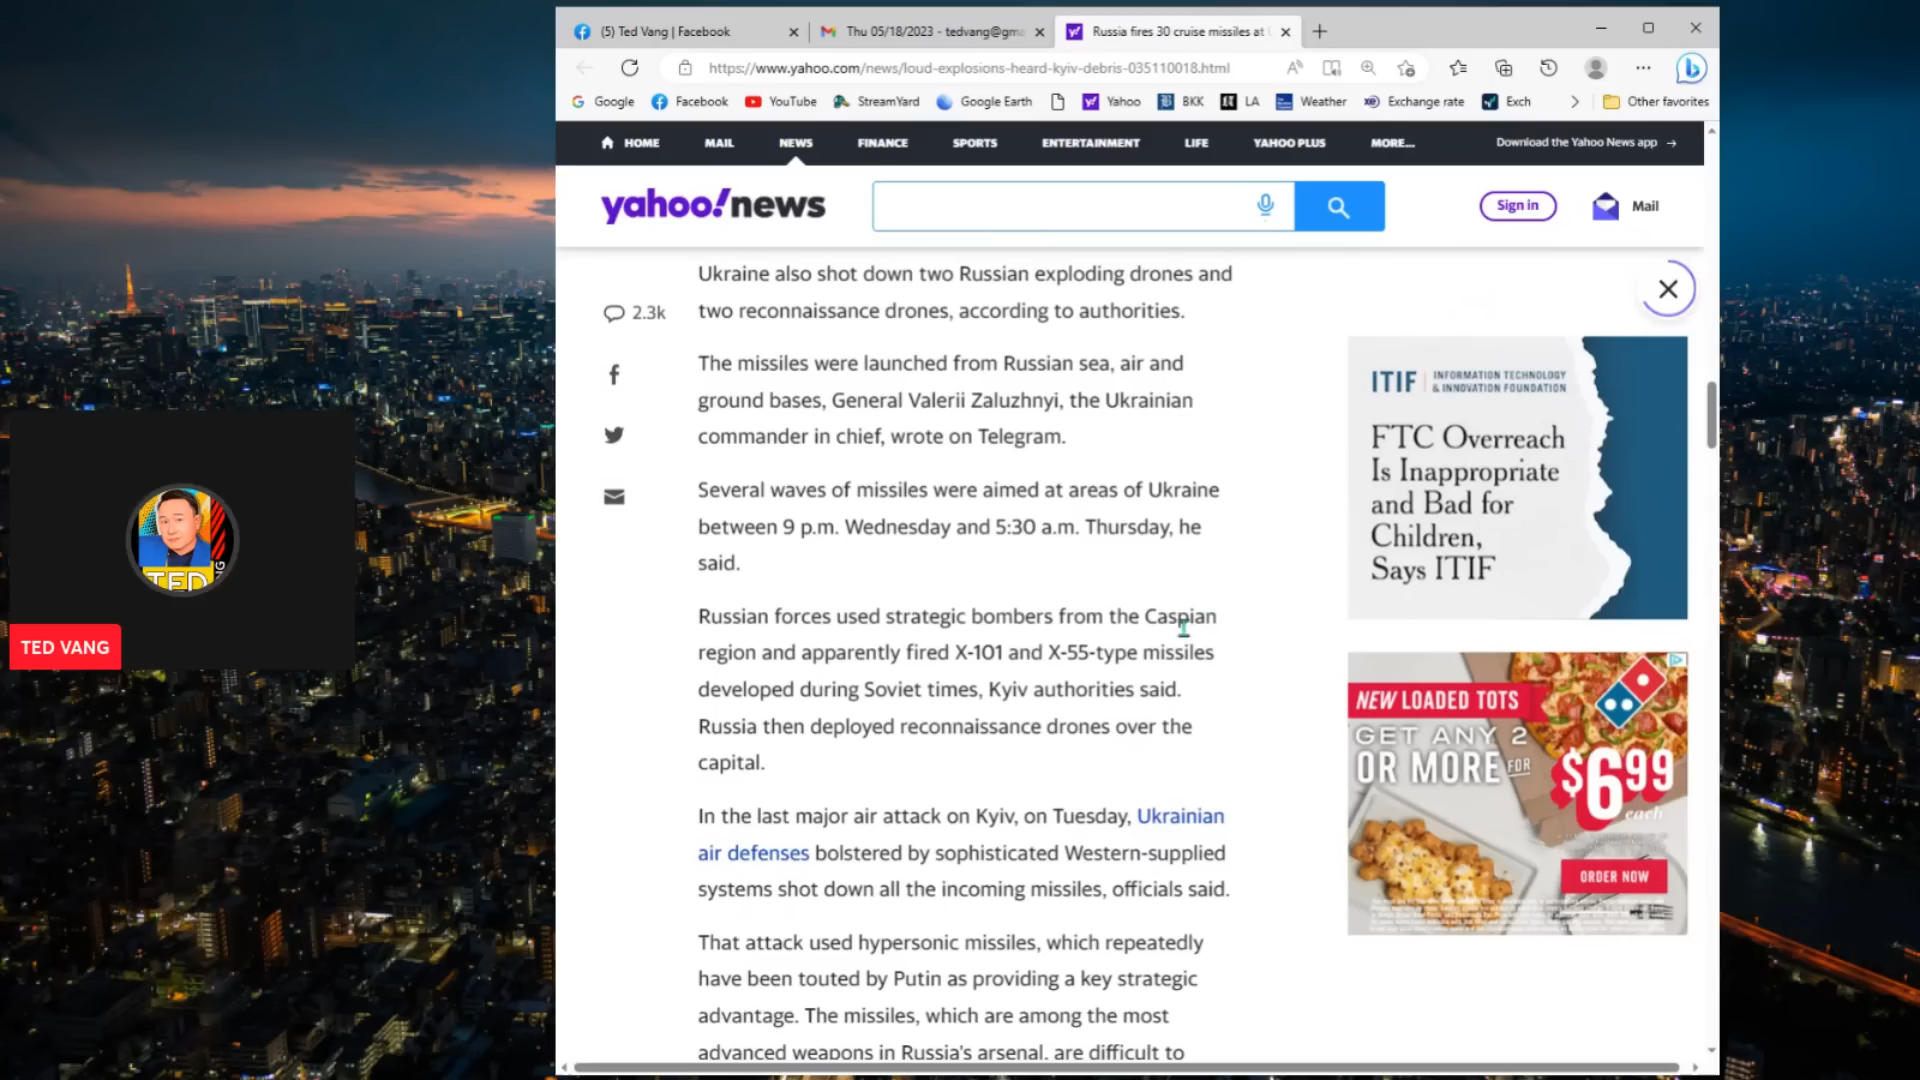 (5) Ted Vang | Facebook
Thu 05/18/2023 - tedvang@gma
Russia fires 30 cruise missiles at
https://www.yahoo.com/news/loud-explosions-heard-kyiv-debris-035110018.html
Google
Facebook
YouTube
StreamYard
Google Earth
Yahoo
BKK
LA
Weather
Exchange rate
Exch
Other favorites
HOME
MAIL
NEWS
FINANCE
SPORTS
ENTERTAINMENT
LIFE
YAHOO PLUS
MORE...
Download the Yahoo News app →
yahoo!news
Sign in
Mail
2.3k
Ukraine also shot down two Russian exploding drones and
two reconnaissance drones, according to authorities.
The missiles were launched from Russian sea, air and
ground bases, General Valerii Zaluzhnyi, the Ukrainian
commander in chief, wrote on Telegram.
Several waves of missiles were aimed at areas of Ukraine
between 9 p.m. Wednesday and 5:30 a.m. Thursday, he
said.
Russian forces used strategic bombers from the Caspian
region and apparently fired X-101 and X-55-type missiles
developed during Soviet times, Kyiv authorities said.
Russia then deployed reconnaissance drones over the
capital.
In the last major air attack on Kyiv, on Tuesday, Ukrainian
air defenses bolstered by sophisticated Western-supplied
systems shot down all the incoming missiles, officials said.
That attack used hypersonic missiles, which repeatedly
have been touted by Putin as providing a key strategic
advantage. The missiles, which are among the most
advanced weapons in Russia's arsenal, are difficult to
ITIF | INFORMATION TECHNOLOGY
& INNOVATION FOUNDATION
FTC Overreach
Is Inappropriate
and Bad for
Children,
Says ITIF
NEW LOADED TOTS
GET ANY 2
OR MORE FOR
$6.99
each
ORDER NOW
TED
TED VANG